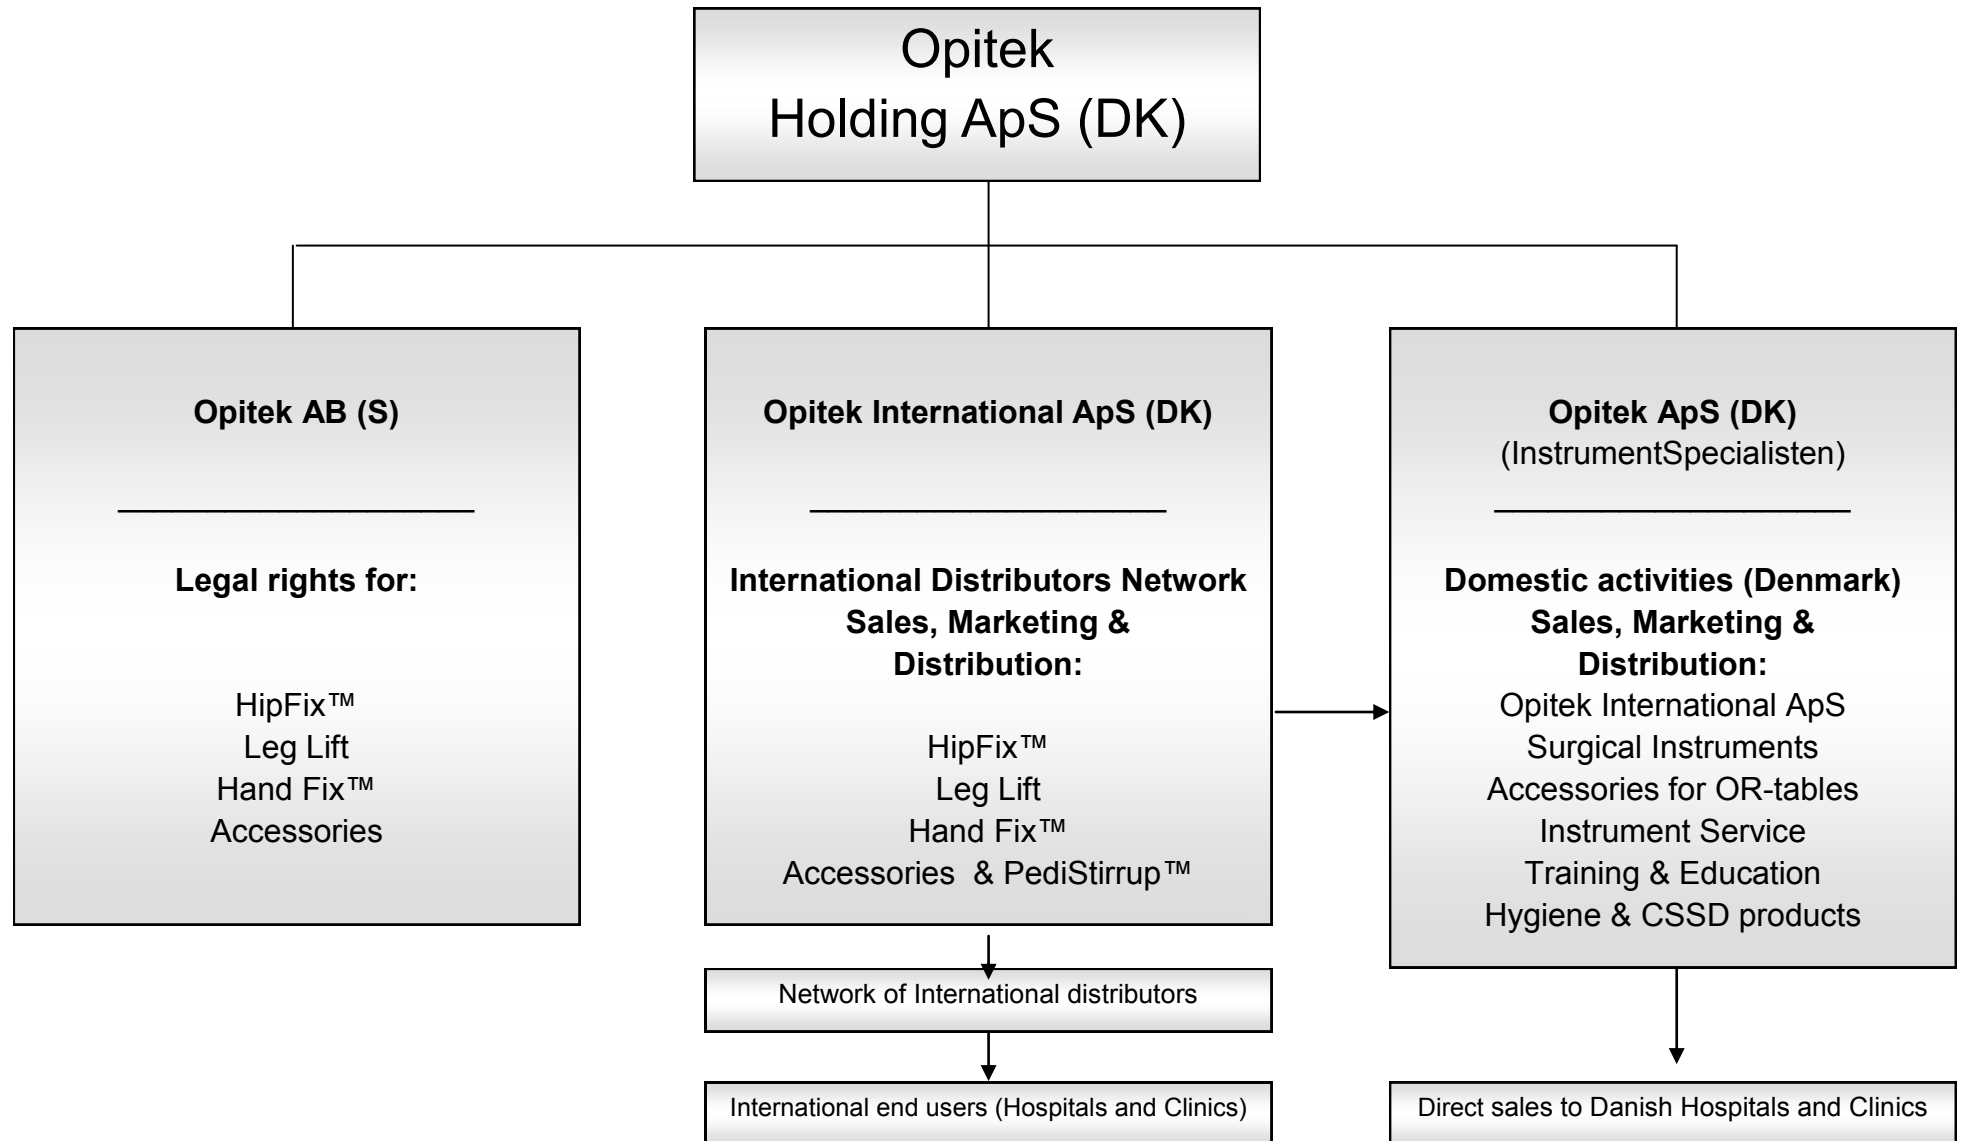 Opitek
Holding ApS (DK)
Opitek AB (S)
Legal rights for:
HipFix™
Leg Lift
Hand Fix™
Accessories
Opitek International ApS (DK)
International Distributors Network
Sales, Marketing &
Distribution:
HipFix™
Leg Lift
Hand Fix™
Accessories & PediStirrup™
Opitek ApS (DK)
(InstrumentSpecialisten)
Domestic activities (Denmark)
Sales, Marketing &
Distribution:
Opitek International ApS
Surgical Instruments
Accessories for OR-tables
Instrument Service
Training & Education
Hygiene & CSSD products
Network of International distributors
International end users (Hospitals and Clinics)
Direct sales to Danish Hospitals and Clinics